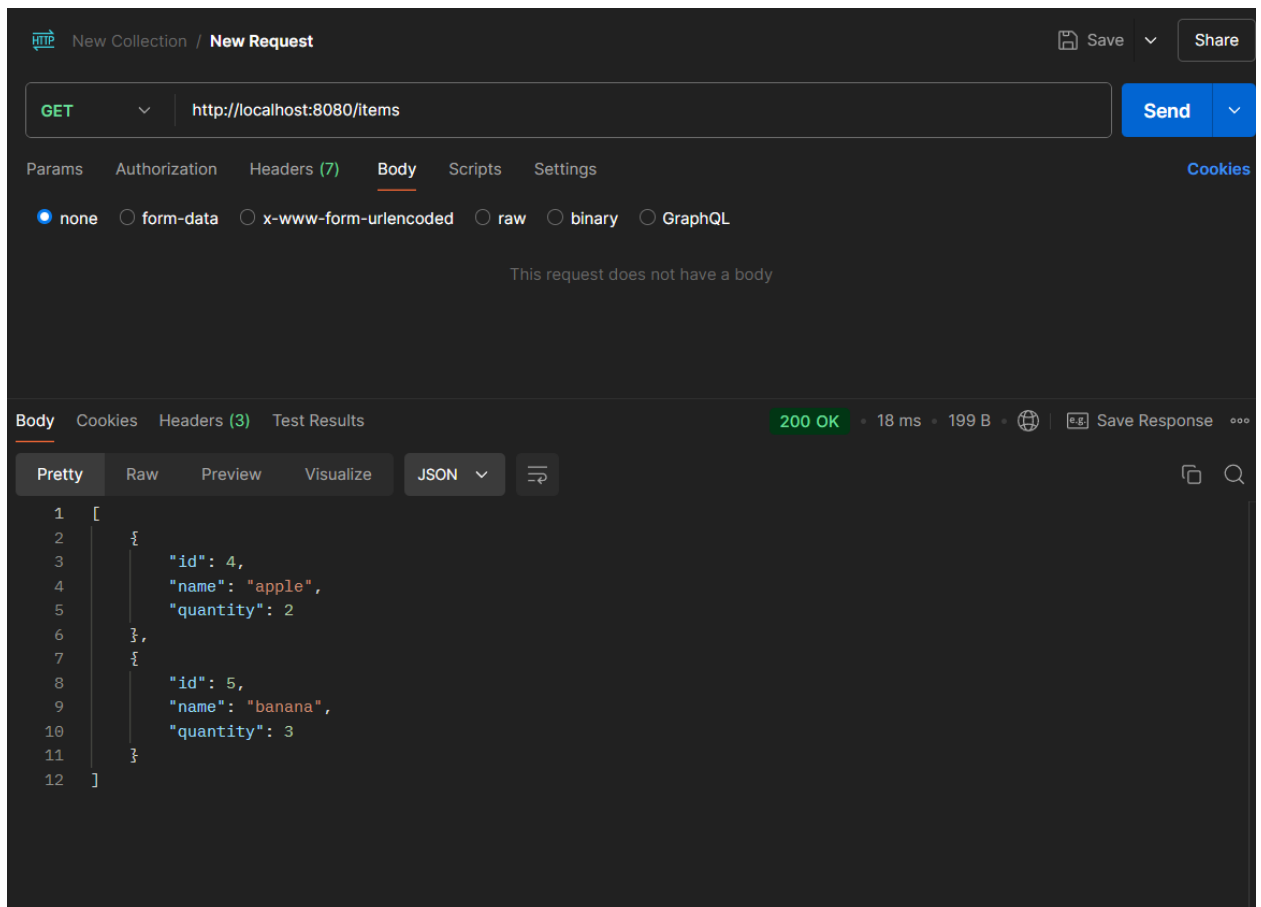 HTTP New Collection / New Request Save Share
GET http://localhost:8080/items Send
Params Authorization Headers (7) Body Scripts Settings Cookies
none form-data x-www-form-urlencoded raw binary GraphQL
This request does not have a body
Body Cookies Headers (3) Test Results 200 OK • 18 ms • 199 B • e.g. Save Response
Pretty Raw Preview Visualize JSON
1 [
2 {
3 "id": 4,
4 "name": "apple",
5 "quantity": 2
6 },
7 {
8 "id": 5,
9 "name": "banana",
10 "quantity": 3
11 }
12 ]